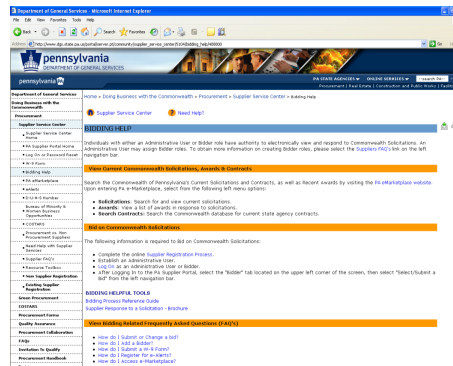 Department of General Services - Microsoft Internet Explorer
File Edit View Favorites Tools Help
Back Search Favorites
pennsylvania
DEPARTMENT OF GENERAL SERVICES
pennsylvania PA
PA STATE AGENCIES ONLINE SERVICES
Procurement | Real Estate | Construction and Public Works |
Department of General Services
Doing Business with the
Commonwealth
Procurement
Supplier Service Center
Supplier Service Center
Home
PA Supplier Portal Home
Log On or Password Reset
W-9 Form
Bidding Help
PA eMarketplace
eAlerts
D-U-N-S Number
Bureau of Minority &
Women Business
Opportunities
COSTARS
Procurement vs. Non
Procurement Suppliers
Need Help with Supplier
Services
Supplier FAQ's
Resource Toolbox
New Supplier Registration
Existing Supplier
Registration
Green Procurement
COSTARS
Procurement Forms
Quality Assurance
Procurement Collaboration
FAQs
Invitation To Qualify
Procurement Handbook
Home > Doing Business with the Commonwealth > Procurement > Supplier Service Center > Bidding Help
Supplier Service Center Need Help?
BIDDING HELP
Individuals with either an Administrative User or Bidder role have authority to electronically view and respond to Commonwealth Solicitations. An
Administrative User may assign Bidder roles. To obtain more information on creating Bidder roles, please select the Suppliers FAQ's link on the left
navigation bar.
View Current Commonwealth Solicitations, Awards & Contracts
Search the Commonwealth of Pennsylvania's Current Solicitations and Contracts, as well as Recent Awards by visiting the PA eMarketplace website
Upon entering PA e-Marketplace, select from the following left menu options:
• Solicitations: Search for and view current solicitations.
• Awards: View a list of awards in response to solicitations.
• Search Contracts: Search the Commonwealth database for current state agency contracts.
Bid on Commonwealth Solicitations
The following information is required to Bid on Commonwealth Solicitations:
• Complete the online Supplier Registration Process.
• Establish an Administrative user.
• Log On as an Administrative User or Bidder.
• After Logging In to the PA Supplier Portal, select the "Bidder" tab located on the upper left corner of the screen, then select "Select/Submit a
Bid" from the left navigation bar.
BIDDING HELPFUL TOOLS
Bidding Process Reference Guide
Supplier Response to a Solicitation - Brochure
View Bidding Related Frequently Asked Questions (FAQ's)
• How do I Submit or Change a bid?
• How do I Add a Bidder?
• How do I Submit a W-9 Form?
• How do I Register for e-Alerts?
• How do I Access e-Marketplace?